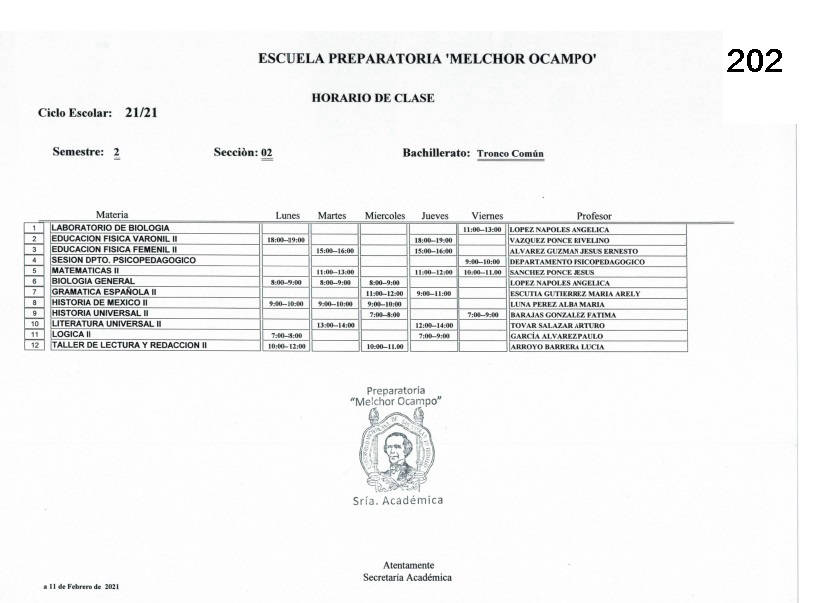 202
ESCUELA PREPARATORIA 'MELCHOR OCAMPO'
HORARIO DE CLASE
Ciclo Escolar: 21/21
Semestre: 2 Secciòn: 02 Bachillerato: Tronco Común
Materia Lunes Martes Miercoles Jueves Viernes Profesor
1 LABORATORIO DE BIOLOGIA 11:00--13:00 LOPEZ NAPOLES ANGELICA
2 EDUCACION FISICA VARONIL II 18:00--19:00 18:00--19:00 VAZQUEZ PONCE RIVELINO
3 EDUCACION FISICA FEMENIL II 15:00--16:00 15:00--16:00 ALVAREZ GUZMAN JESUS ERNESTO
4 SESION DPTO. PSICOPEDAGOGICO 9:00--10:00 DEPARTAMENTO PSICOPEDAGOGICO
5 MATEMATICAS II 11:00--13:00 11:00--12:00 10:00--11.00 SANCHEZ PONCE JESUS
6 BIOLOGIA GENERAL 8:00--9:00 8:00--9:00 8:00--9:00 LOPEZ NAPOLES ANGELICA
7 GRAMATICA ESPAÑOLA II 11:00--12:00 9:00--11:00 ESCUTIA GUTIERREZ MARIA ARELY
8 HISTORIA DE MEXICO II 9:00--10:00 9:00--10:00 9:00--10:00 LUNA PEREZ ALBA MARIA
9 HISTORIA UNIVERSAL II 7:00--8:00 7:00--9:00 BARAJAS GONZALEZ FATIMA
10 LITERATURA UNIVERSAL II 13:00--14:00 12:00--14:00 TOVAR SALAZAR ARTURO
11 LOGICA II 7:00--8:00 7:00--9:00 GARCÍA ALVAREZ PAULO
12 TALLER DE LECTURA Y REDACCION II 10:00--12:00 10:00--11.00 ARROYO BARRERA LUCIA
Preparatoria
"Melchor Ocampo"
Sría. Académica
Atentamente
Secretaría Académica
a 11 de Febrero de 2021